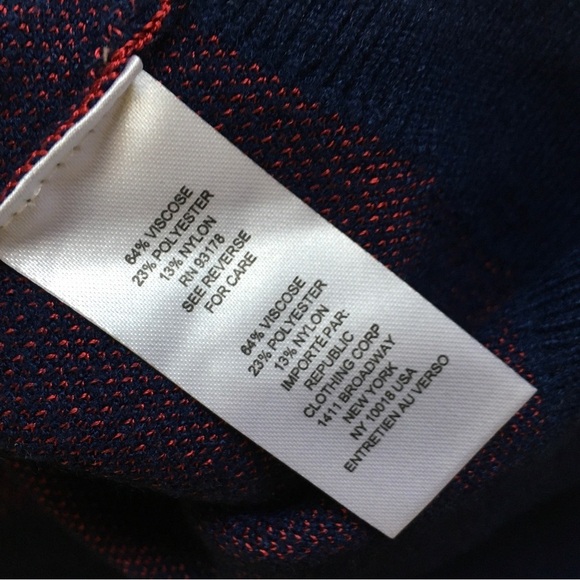 64% VISCOSE
23% POLYESTER
13% NYLON
RN 93178
SEE REVERSE
FOR CARE
64% VISCOSE
23% POLYESTER
13% NYLON
IMPORTÉ PAR:
REPUBLIC
CLOTHING CORP
1411 BROADWAY
NEW YORK
NY 10018 USA
ENTRETIEN AU VERSO